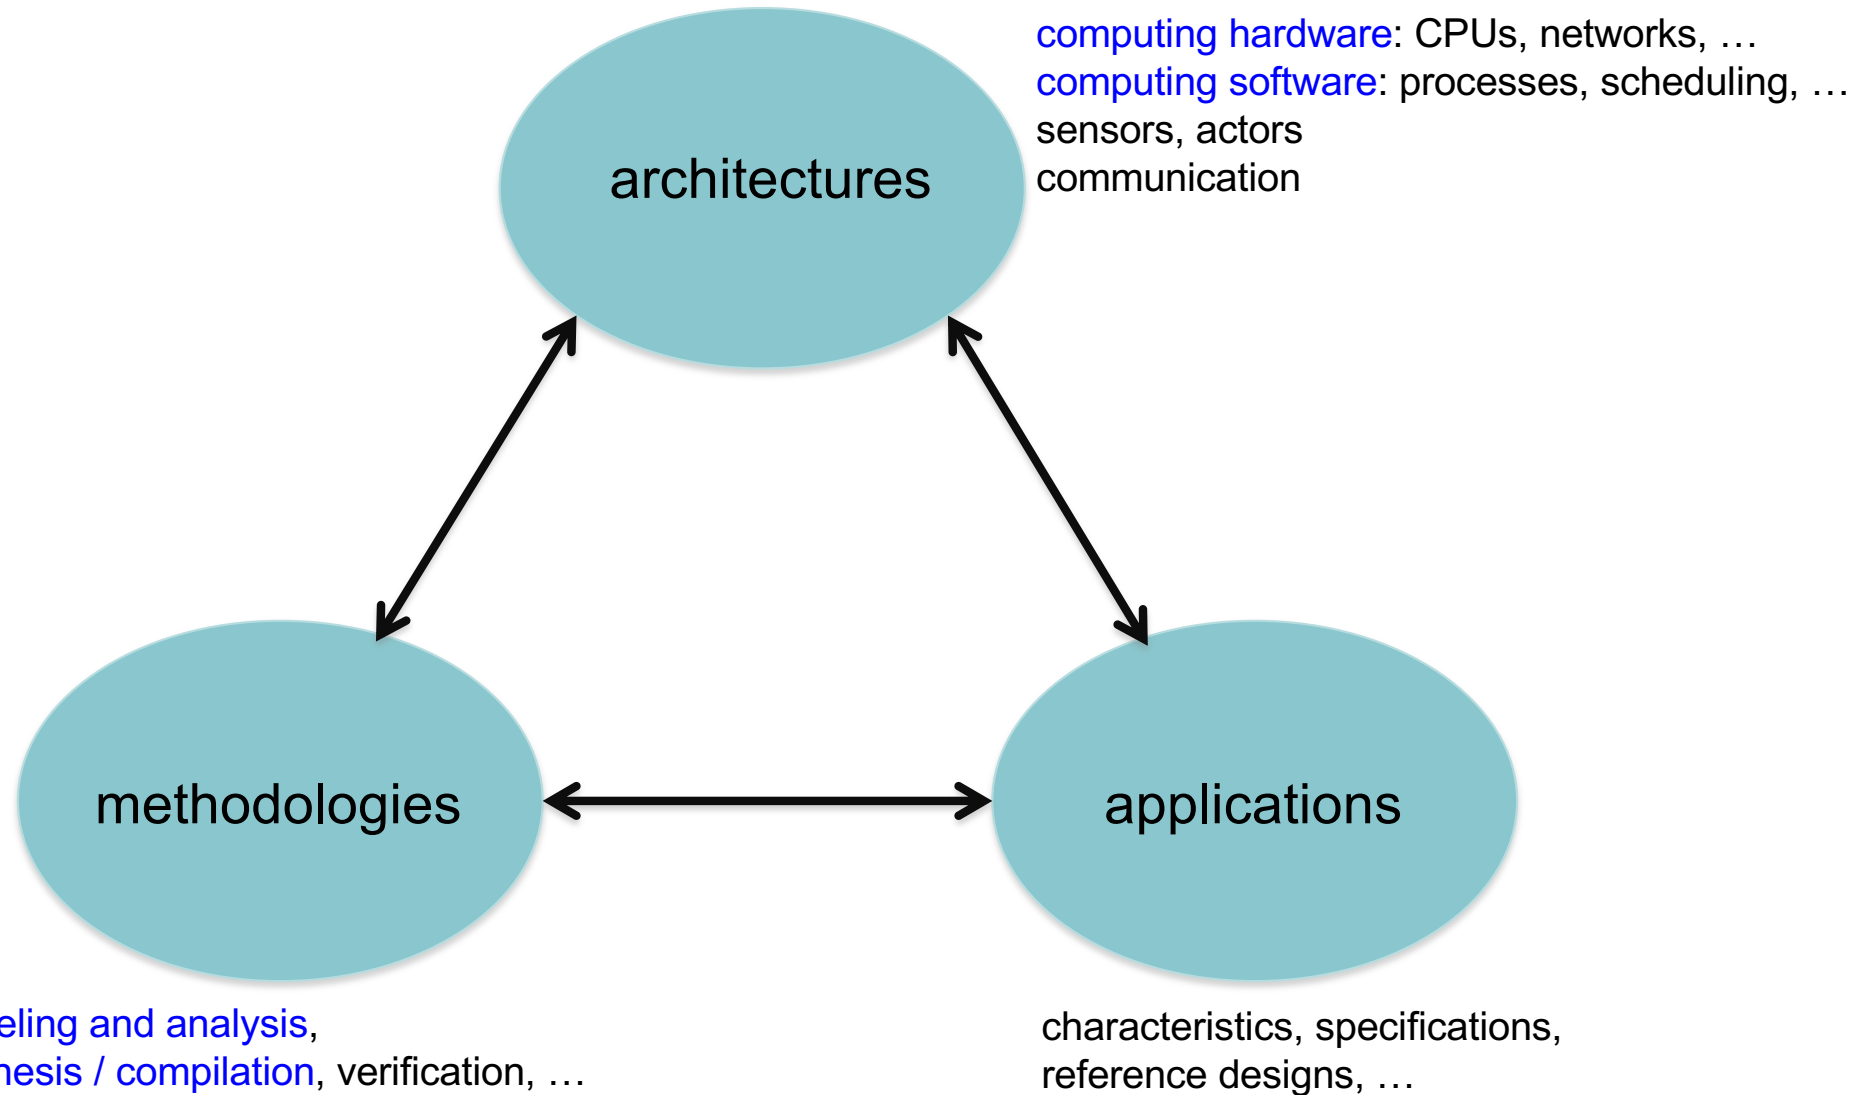 computing hardware: CPUs, networks, …
computing software: processes, scheduling, …
sensors, actors
communication
architectures
methodologies
applications
eling and analysis,
nesis / compilation, verification, …
characteristics, specifications,
reference designs, …